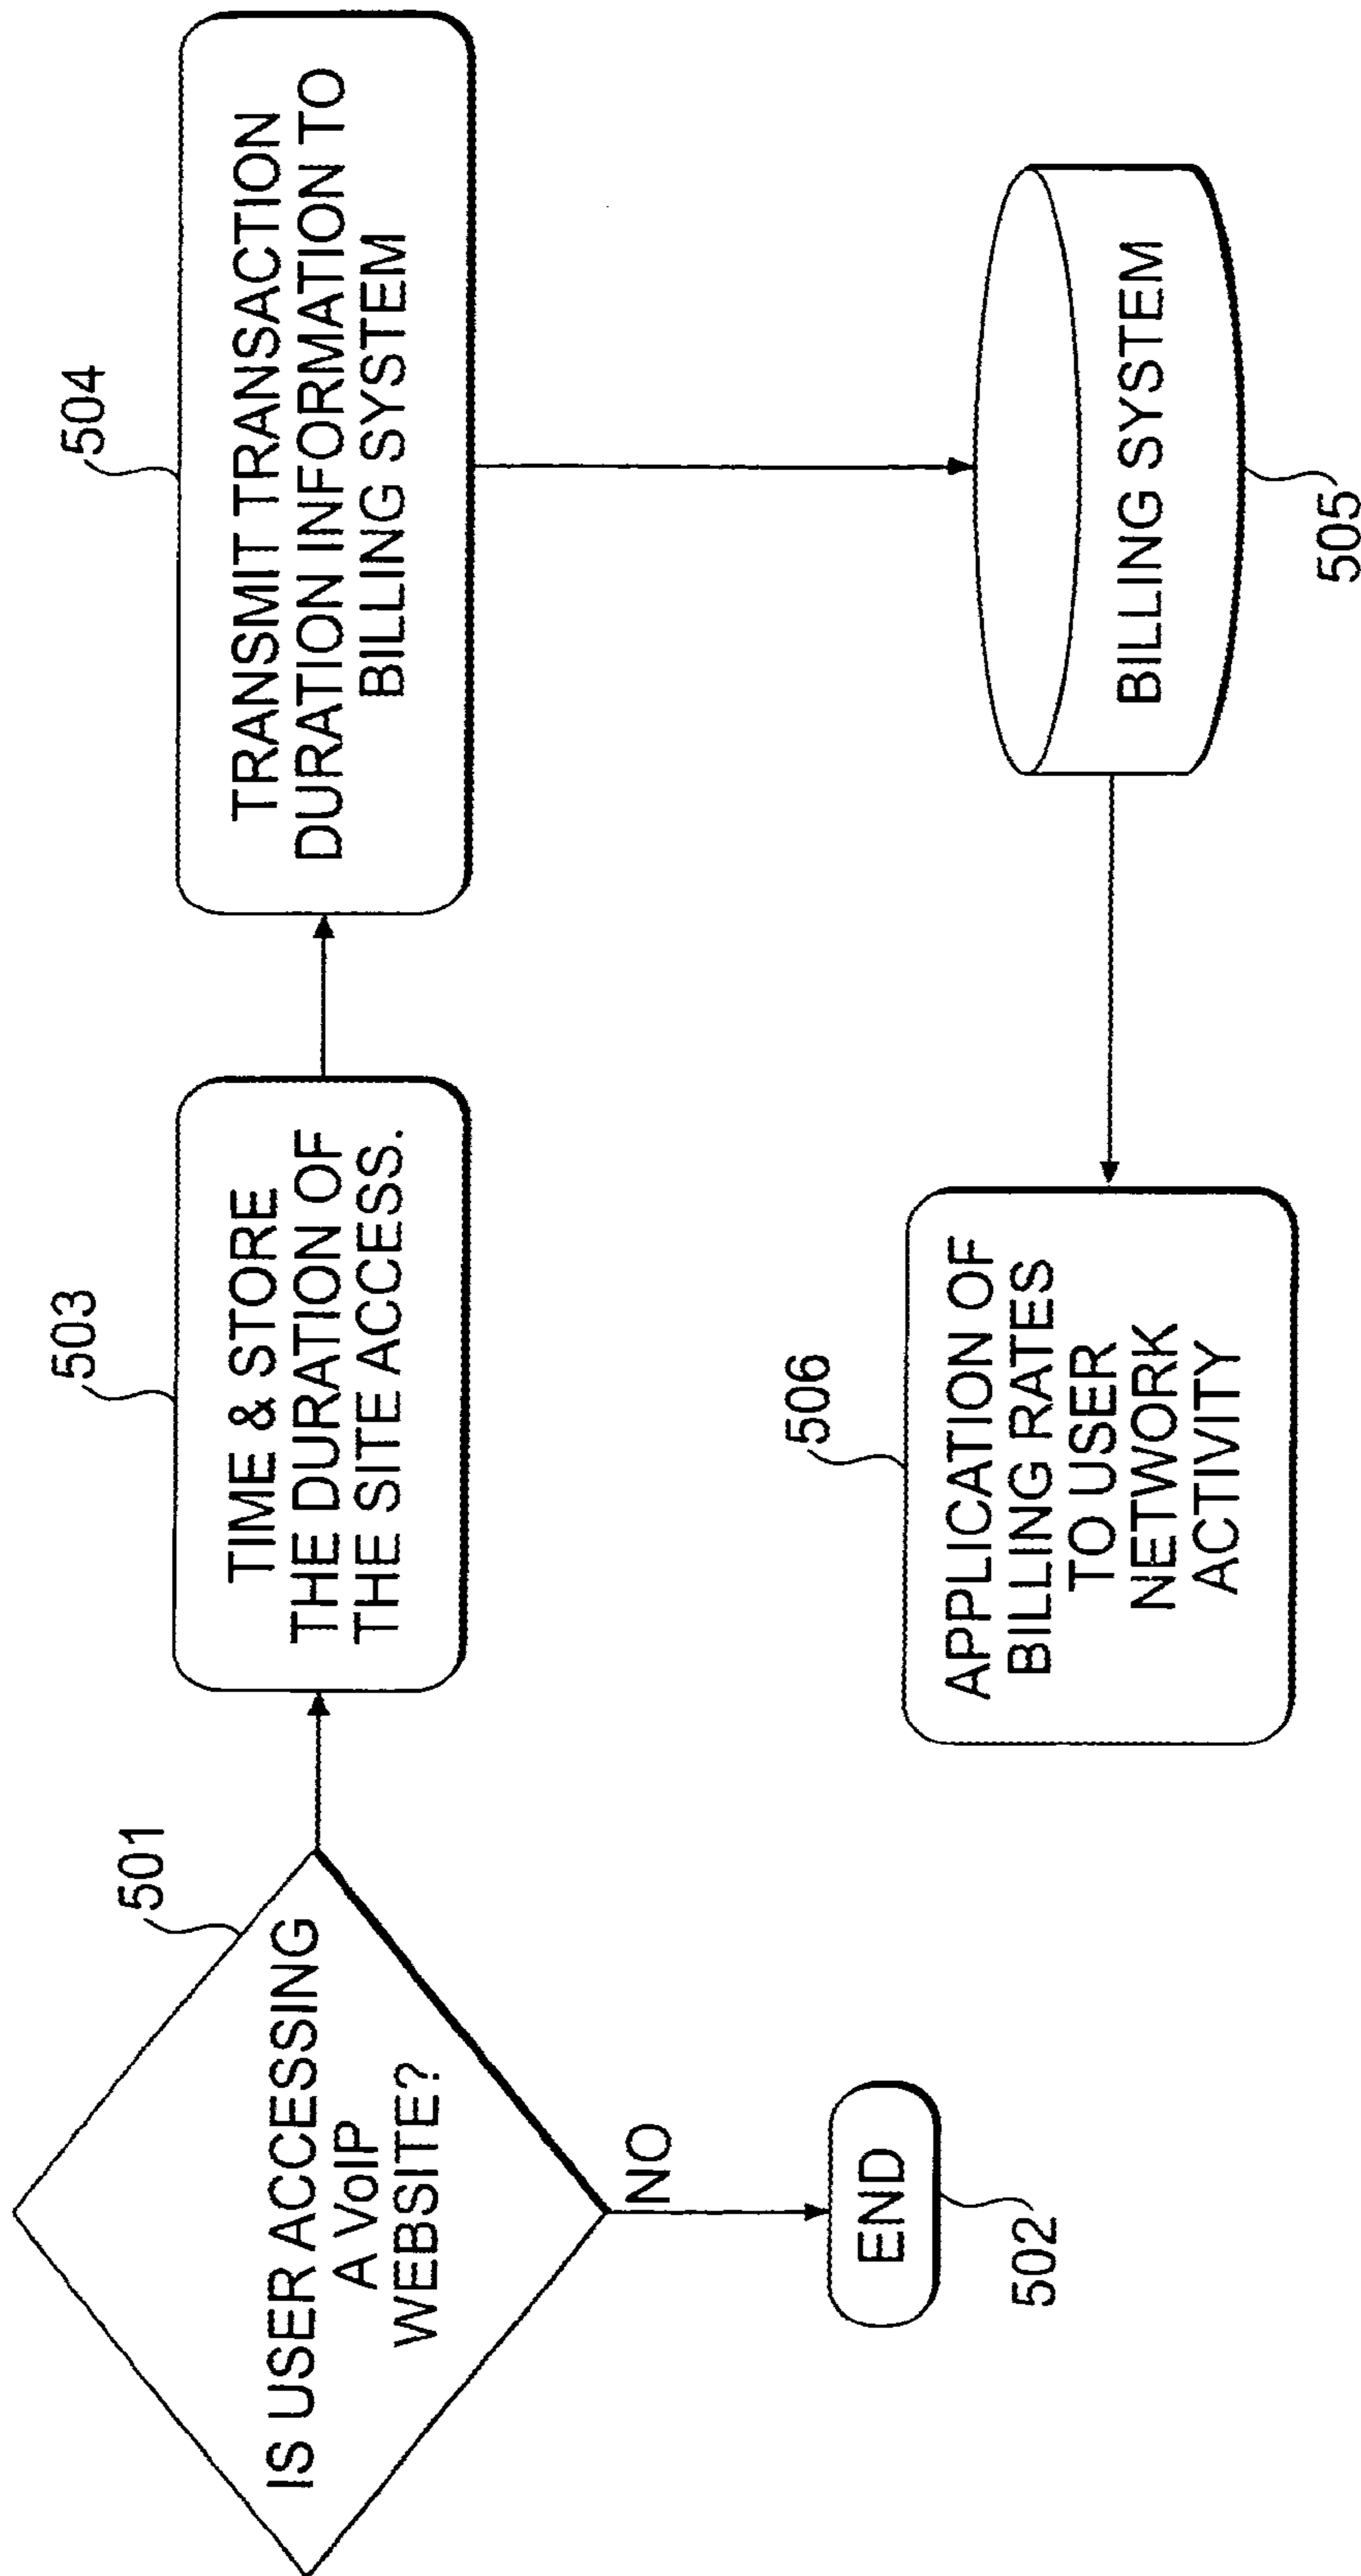 501
IS USER ACCESSING
A VoIP
WEBSITE?
NO
END
502
503
TIME & STORE
THE DURATION OF
THE SITE ACCESS.
504
TRANSMIT TRANSACTION
DURATION INFORMATION TO
BILLING SYSTEM
BILLING SYSTEM
505
506
APPLICATION OF
BILLING RATES
TO USER
NETWORK
ACTIVITY